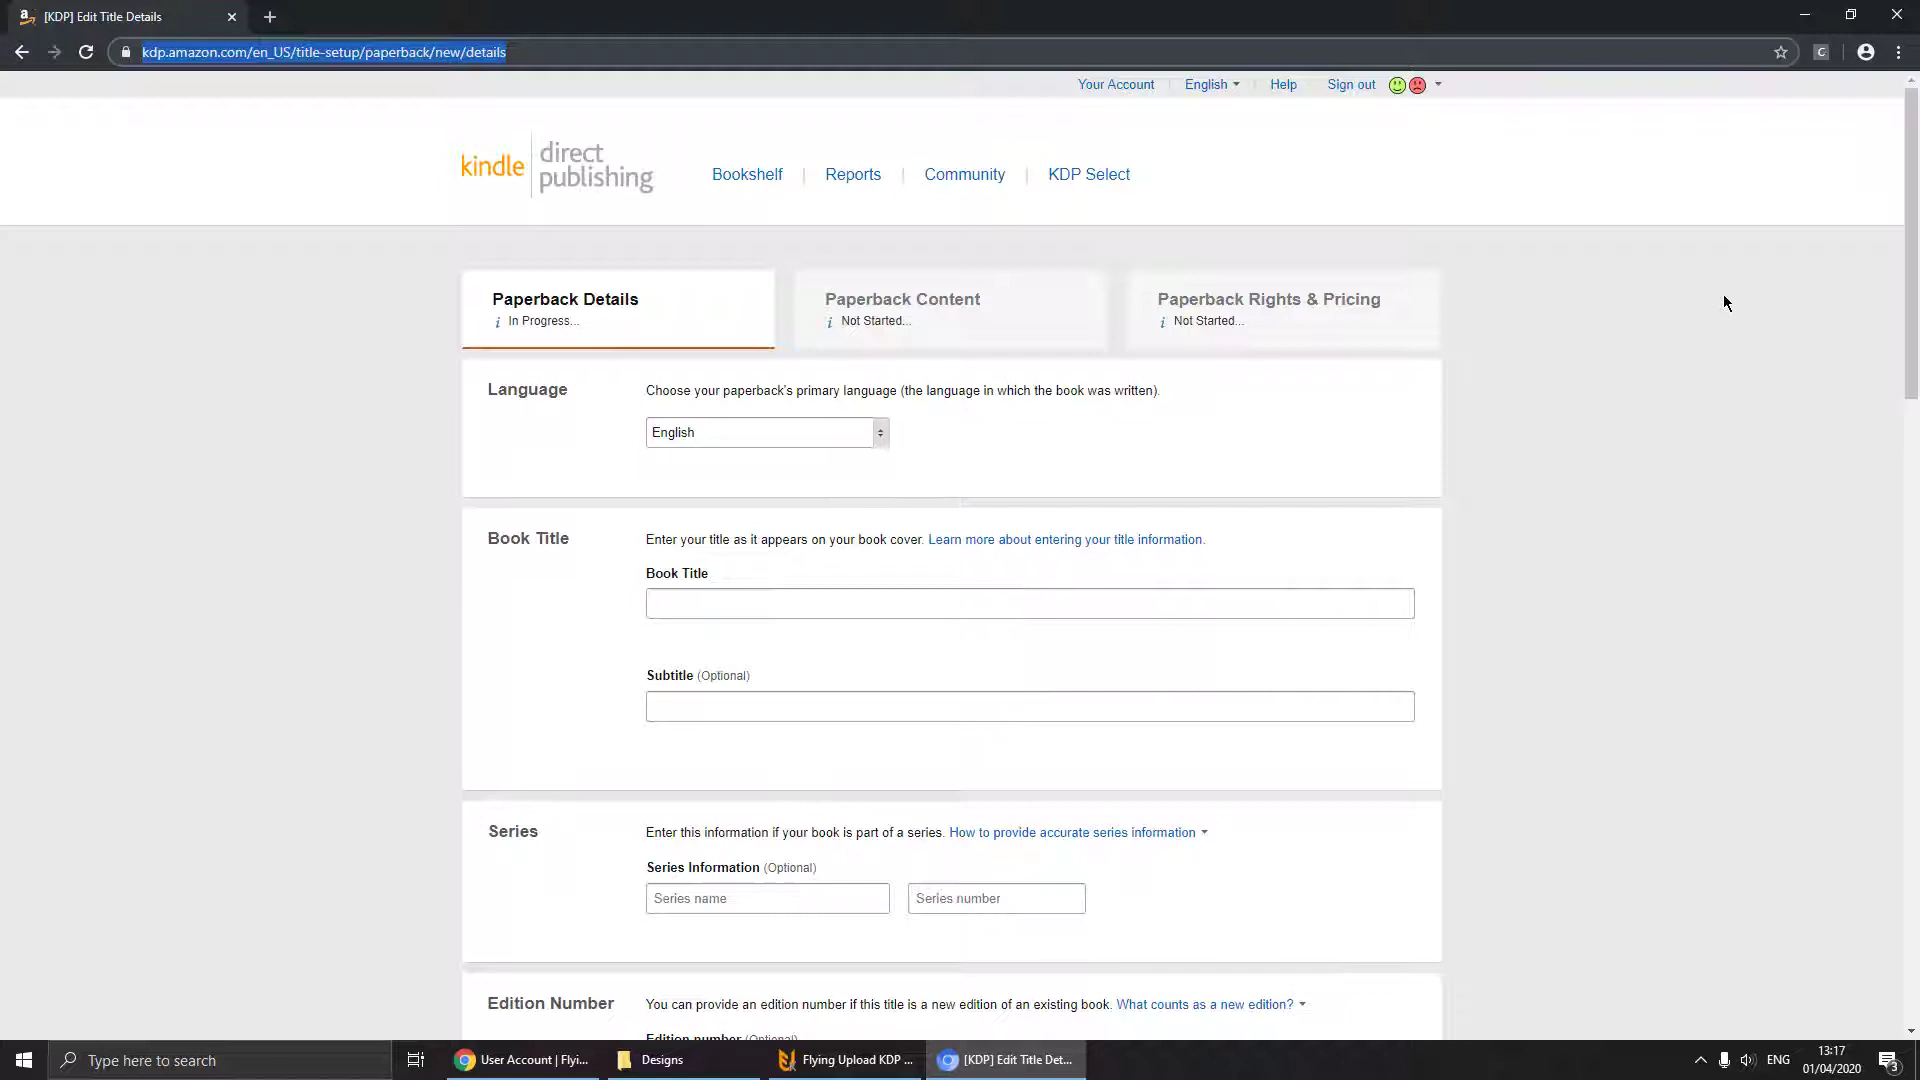 [KDP] Edit Title Details
kdp.amazon.com/en_US/title-setup/paperback/new/details
C
Your Account English Help Sign out
kindle direct publishing
Bookshelf Reports Community KDP Select
Paperback Details
i In Progress...
Paperback Content
i Not Started...
Paperback Rights & Pricing
i Not Started...
Language
Choose your paperback's primary language (the language in which the book was written).
English
Book Title
Enter your title as it appears on your book cover. Learn more about entering your title information.
Book Title
Subtitle (Optional)
Series
Enter this information if your book is part of a series. How to provide accurate series information
Series Information (Optional)
Series name
Series number
Edition Number
You can provide an edition number if this title is a new edition of an existing book. What counts as a new edition?
Edition number (Optional)
Type here to search
User Account | Flyi...
Designs
Flying Upload KDP ...
[KDP] Edit Title Det...
ENG
13:17
01/04/2020
3